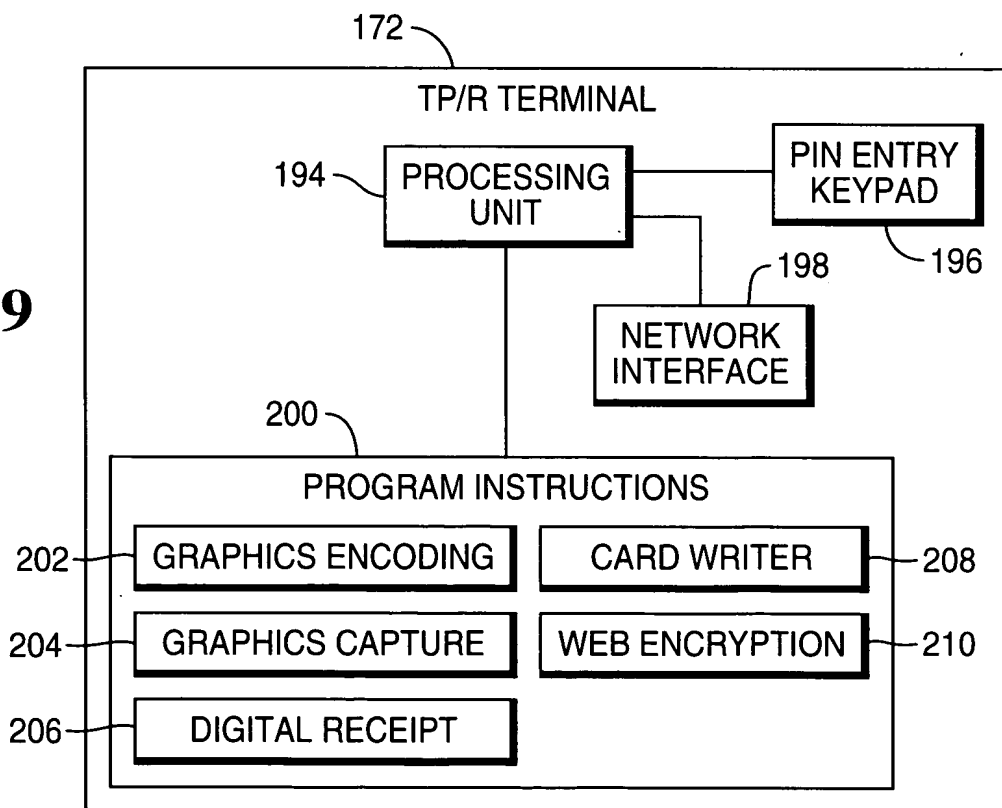 172
TP/R TERMINAL
194
PROCESSING
UNIT
PIN ENTRY
KEYPAD
196
198
NETWORK
INTERFACE
9
200
PROGRAM INSTRUCTIONS
202
GRAPHICS ENCODING
CARD WRITER
208
204
GRAPHICS CAPTURE
WEB ENCRYPTION
210
206
DIGITAL RECEIPT